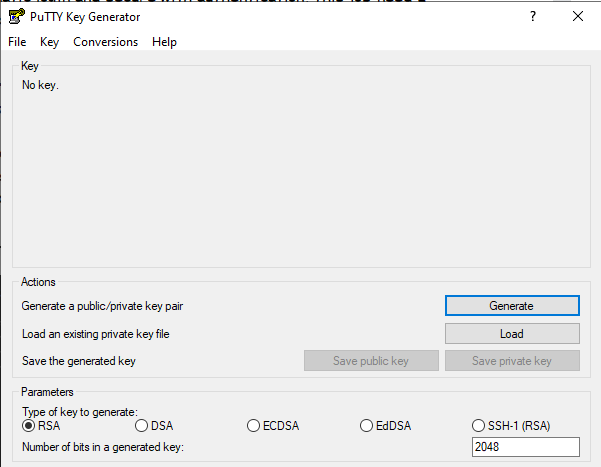 PuTTY Key Generator ?
File Key Conversions Help
Key
No key.
Actions
Generate a public/private key pair Generate
Load an existing private key file Load
Save the generated key Save public key Save private key
Parameters
Type of key to generate:
RSA DSA ECDSA EdDSA SSH-1 (RSA)
Number of bits in a generated key: 2048